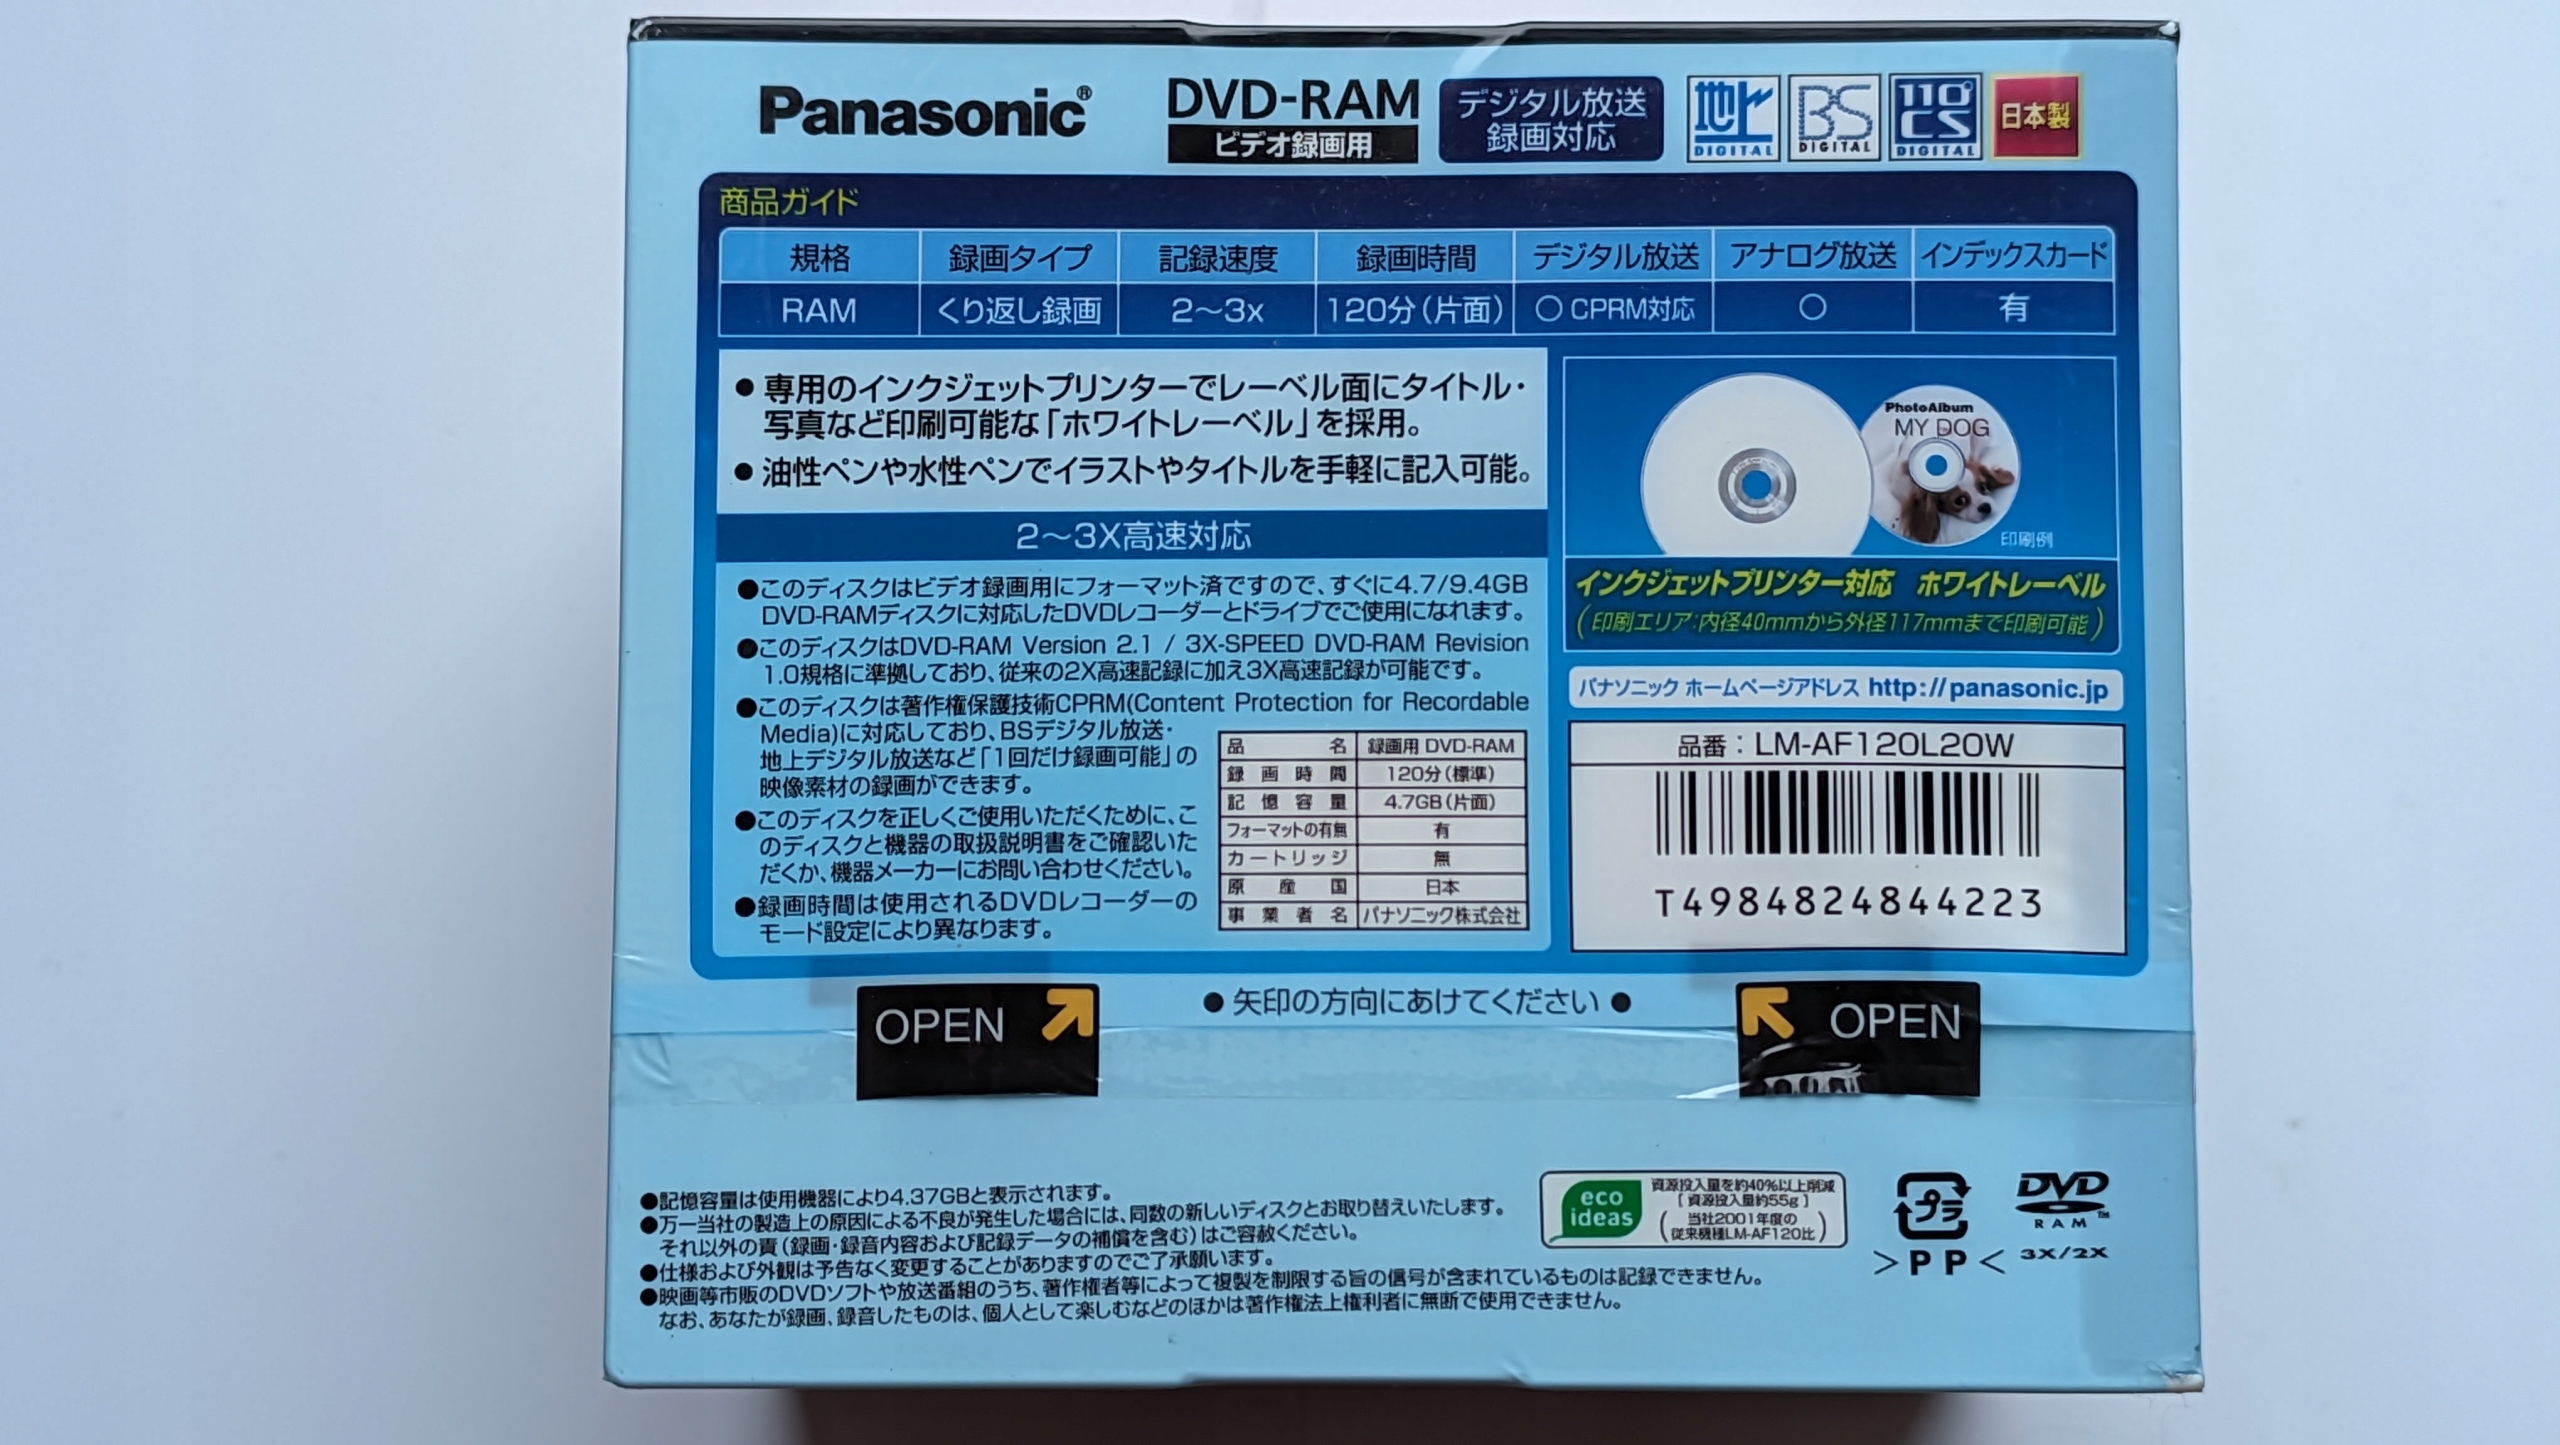 Panasonic®
DVD-RAM
ビデオ録画用
デジタル放送
録画対応
地上
DIGITAL
BS
DIGITAL
110°
CS
DIGITAL
日本製
商品ガイド
規格 録画タイプ 記録速度 録画時間 デジタル放送 アナログ放送 インデックスカード
RAM くり返し録画 2〜3x 120分(片面) ○ CPRM対応 ○ 有
●専用のインクジェットプリンターでレーベル面にタイトル・
写真など印刷可能な「ホワイトレーベル」を採用。
●油性ペンや水性ペンでイラストやタイトルを手軽に記入可能。
PhotoAlbum
MY DOG
印刷例
インクジェットプリンター対応 ホワイトレーベル
(印刷エリア:内径40mmから外径117mmまで印刷可能)
2〜3X高速対応
●このディスクはビデオ録画用にフォーマット済ですので、すぐに4.7/9.4GB
DVD-RAMディスクに対応したDVDレコーダーとドライブでご使用になれます。
●このディスクはDVD-RAM Version 2.1 / 3X-SPEED DVD-RAM Revision
1.0規格に準拠しており、従来の2X高速記録に加え3X高速記録が可能です。
●このディスクは著作権保護技術CPRM(Content Protection for Recordable
Media)に対応しており、BSデジタル放送・
地上デジタル放送など「1回だけ録画可能」の
映像素材の録画ができます。
●このディスクを正しくご使用いただくために、こ
のディスクと機器の取扱説明書をご確認いた
だくか、機器メーカーにお問い合わせください。
●録画時間は使用されるDVDレコーダーの
モード設定により異なります。
品名 録画用 DVD-RAM
録画時間 120分(標準)
記憶容量 4.7GB(片面)
フォーマットの有無 有
カートリッジ 無
原産国 日本
事業者名 パナソニック株式会社
パナソニック ホームページアドレス http://panasonic.jp
品番：LM-AF120L20W
T4984824844223
OPEN
●矢印の方向にあけてください●
OPEN
●記憶容量は使用機器により4.37GBと表示されます。
●万一当社の製造上の原因による不良が発生した場合には、同数の新しいディスクとお取り替えいたします。
それ以外の責(録画・録音内容および記録データの補償を含む)はご容赦ください。
●仕様および外観は予告なく変更することがありますのでご了承願います。
●映画等市販のDVDソフトや放送番組のうち、著作権者等によって複製を制限する旨の信号が含まれているものは記録できません。
なお、あなたが録画、録音したものは、個人として楽しむなどのほかは著作権法上権利者に無断で使用できません。
eco
ideas
資源投入量を約40%以上削減
[資源投入量約55g]
(当社2001年度の
従来機種LM-AF120比)
プラ
>PP<
DVD
RAM™
3X/2X